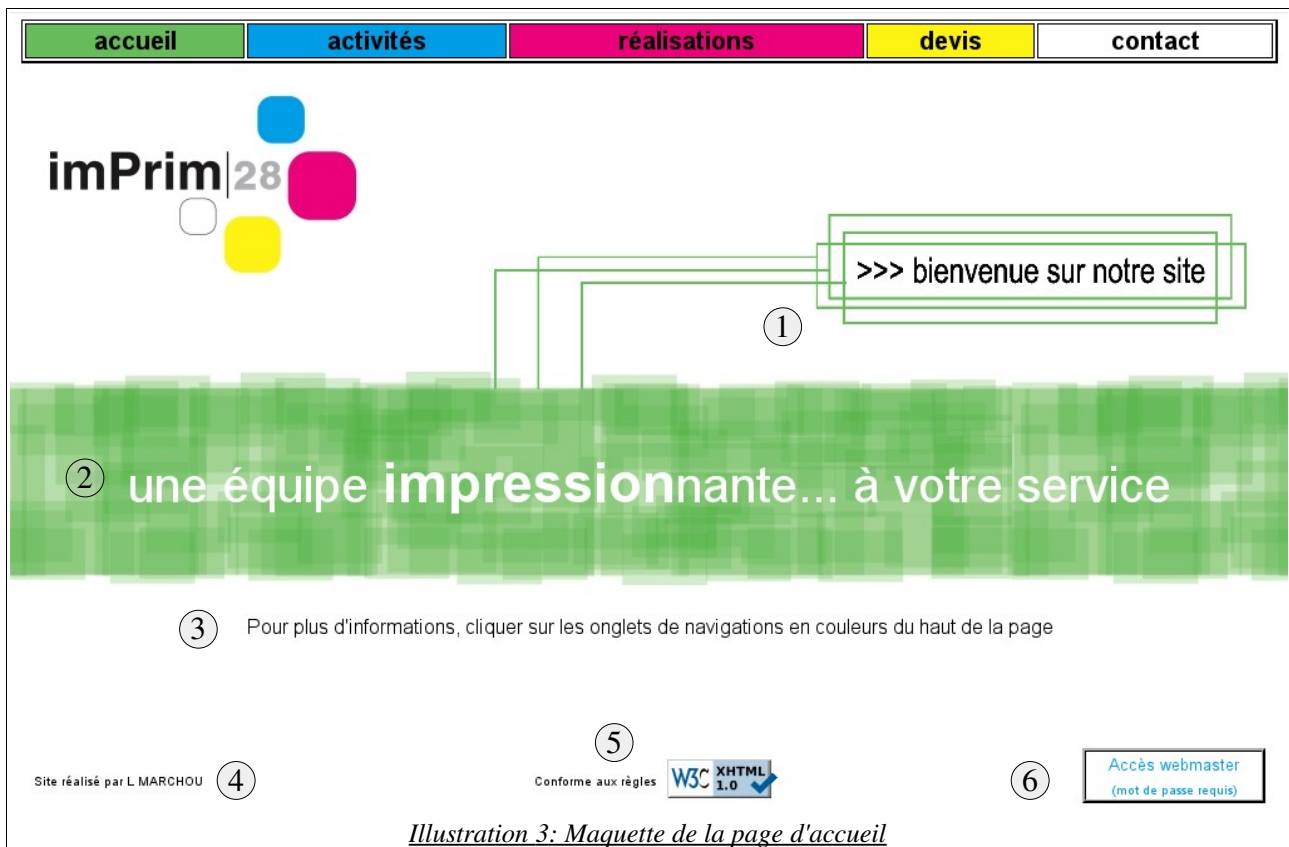 accueil activités réalisations devis contact
imPrim|28
>>> bienvenue sur notre site
1
2 une équipe impressionnante... à votre service
3 Pour plus d'informations, cliquer sur les onglets de navigations en couleurs du haut de la page
5
Site réalisé par L MARCHOU 4 Conforme aux règles W3C XHTML 1.0 6 Accès webmaster
(mot de passe requis)
Illustration 3: Maquette de la page d'accueil